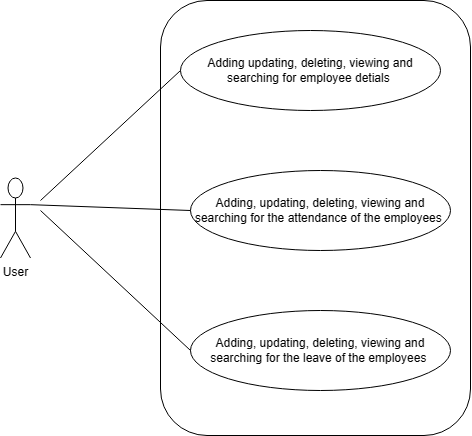 Adding updating, deleting, viewing and
searching for employee detials
Adding, updating, deleting, viewing and
searching for the attendance of the employees
User
Adding, updating, deleting, viewing and
searching for the leave of the employees